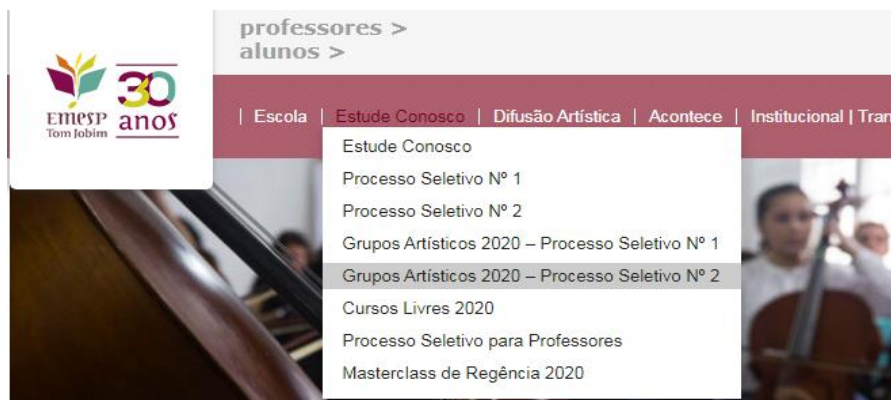 professores >
alunos >
EMESP
Tom Jobim
30
anos
| Escola | Estude Conosco | Difusão Artística | Acontece | Institucional | Tran
Estude Conosco
Processo Seletivo Nº 1
Processo Seletivo Nº 2
Grupos Artísticos 2020 – Processo Seletivo Nº 1
Grupos Artísticos 2020 – Processo Seletivo Nº 2
Cursos Livres 2020
Processo Seletivo para Professores
Masterclass de Regência 2020